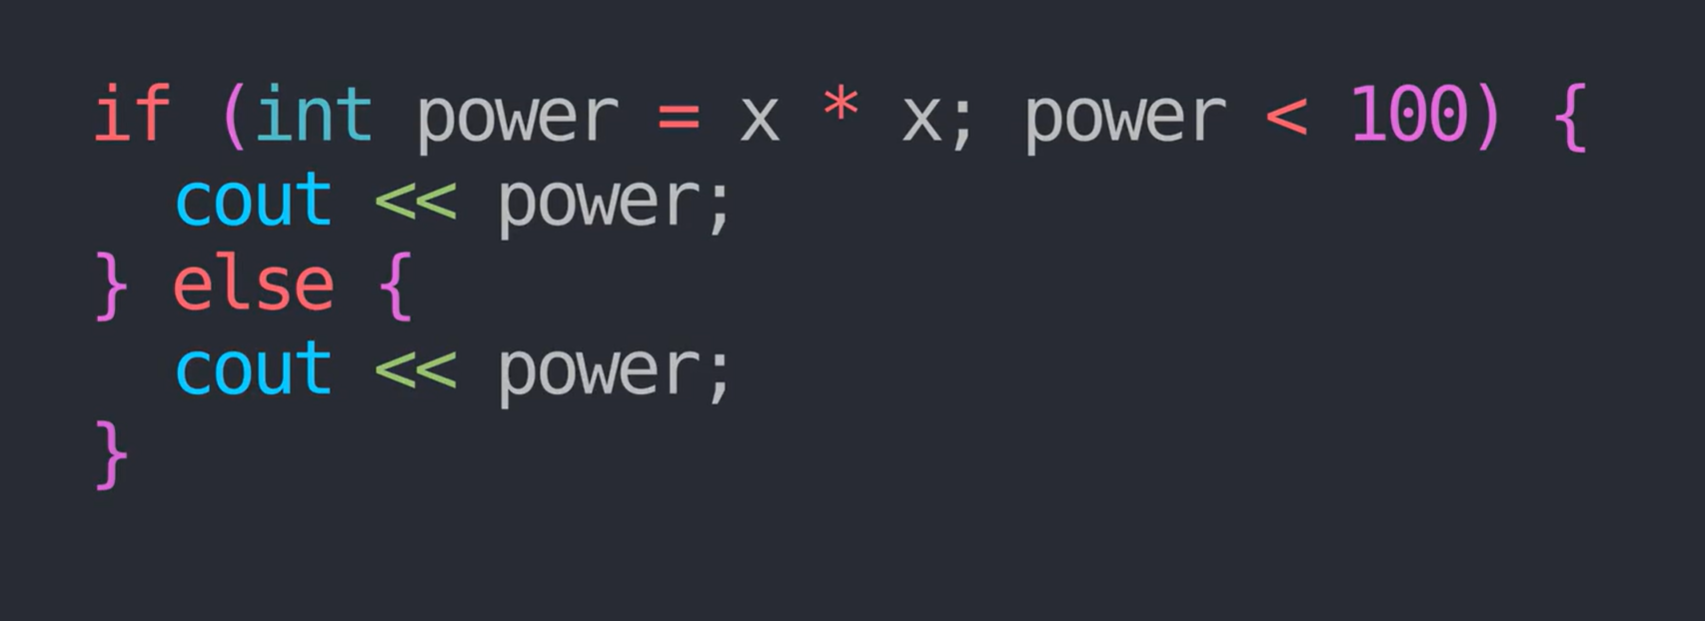 if (int power = x * x; power < 100) {
  cout << power;
} else {
  cout << power;
}